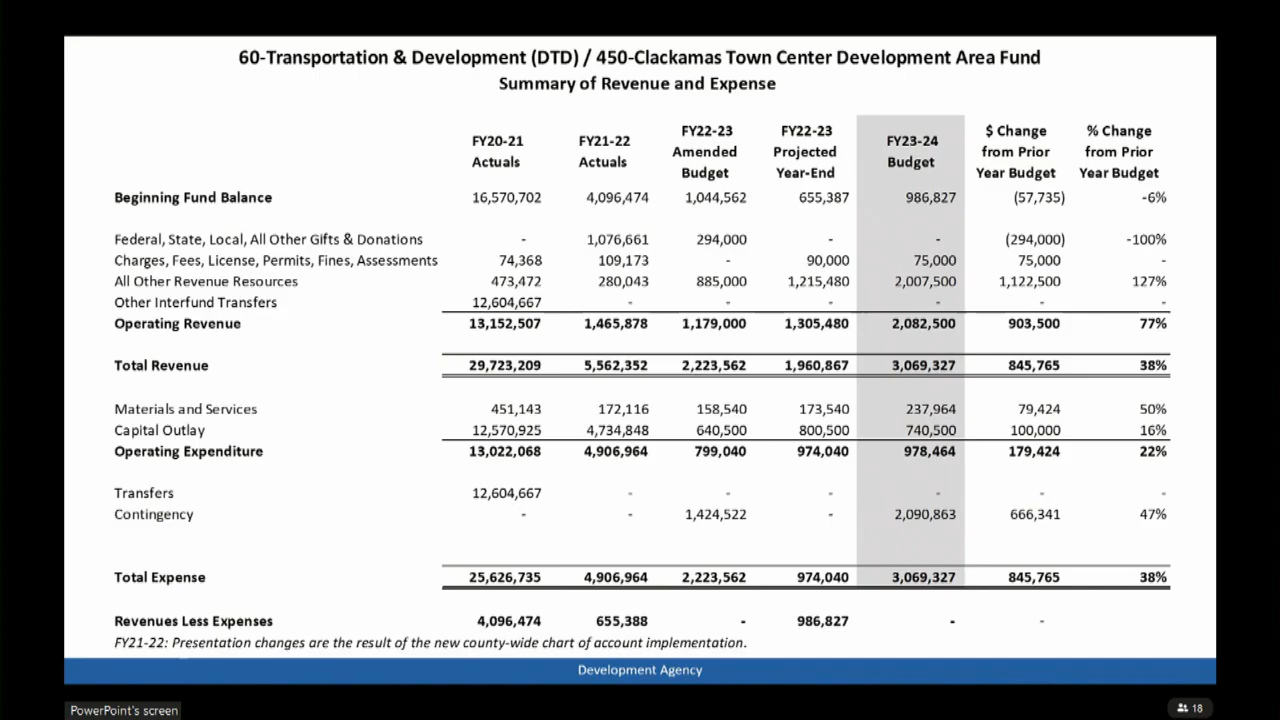 60-Transportation & Development (DTD) / 450-Clackamas Town Center Development Area Fund
Summary of Revenue and Expense
FY20-21 Actuals FY21-22 Actuals FY22-23 Amended Budget FY22-23 Projected Year-End FY23-24 Budget $ Change from Prior Year Budget % Change from Prior Year Budget
Beginning Fund Balance 16,570,702 4,096,474 1,044,562 655,387 986,827 (57,735) -6%
Federal, State, Local, All Other Gifts & Donations - 1,076,661 294,000 - - (294,000) -100%
Charges, Fees, License, Permits, Fines, Assessments 74,368 109,173 - 90,000 75,000 75,000 -
All Other Revenue Resources 473,472 280,043 885,000 1,215,480 2,007,500 1,122,500 127%
Other Interfund Transfers 12,604,667 - - - - - -
Operating Revenue 13,152,507 1,465,878 1,179,000 1,305,480 2,082,500 903,500 77%
Total Revenue 29,723,209 5,562,352 2,223,562 1,960,867 3,069,327 845,765 38%
Materials and Services 451,143 172,116 158,540 173,540 237,964 79,424 50%
Capital Outlay 12,570,925 4,734,848 640,500 800,500 740,500 100,000 16%
Operating Expenditure 13,022,068 4,906,964 799,040 974,040 978,464 179,424 22%
Transfers 12,604,667 - - - - - -
Contingency - - 1,424,522 - 2,090,863 666,341 47%
Total Expense 25,626,735 4,906,964 2,223,562 974,040 3,069,327 845,765 38%
Revenues Less Expenses 4,096,474 655,388 - 986,827 - -
FY21-22: Presentation changes are the result of the new county-wide chart of account implementation.
Development Agency
PowerPoint's screen
18